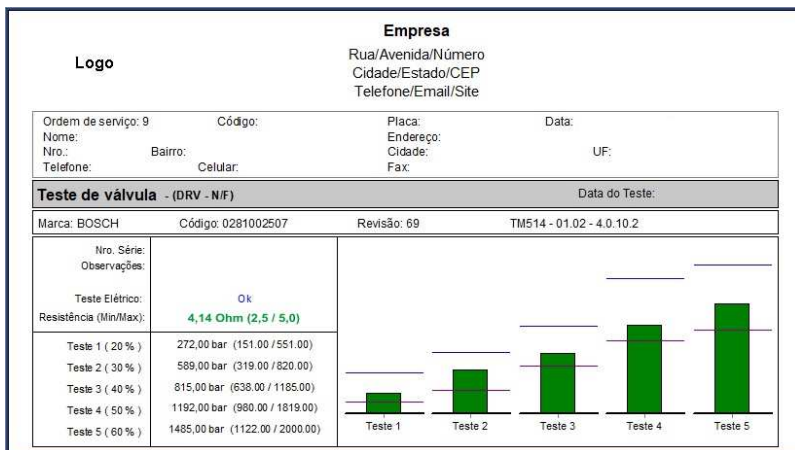 Empresa
Logo
Rua/Avenida/Número
Cidade/Estado/CEP
Telefone/Email/Site
Ordem de serviço: 9 Código: Placa: Data:
Nome: Endereço:
Nro.: Bairro: Cidade: UF:
Telefone: Celular: Fax:
Teste de válvula - (DRV - N/F) Data do Teste:
Marca: BOSCH Código: 0281002507 Revisão: 69 TM514 - 01.02 - 4.0.10.2
Nro. Série:
Observações:
Teste Elétrico: Ok
Resistência (Min/Max): 4,14 Ohm (2,5 / 5,0)
Teste 1 ( 20 % ) 272,00 bar (151.00 / 551.00)
Teste 2 ( 30 % ) 589,00 bar (319.00 / 820.00)
Teste 3 ( 40 % ) 815,00 bar (638.00 / 1185.00)
Teste 4 ( 50 % ) 1192,00 bar (980.00 / 1819.00)
Teste 5 ( 60 % ) 1485,00 bar (1122.00 / 2000.00)
Teste 1 Teste 2 Teste 3 Teste 4 Teste 5